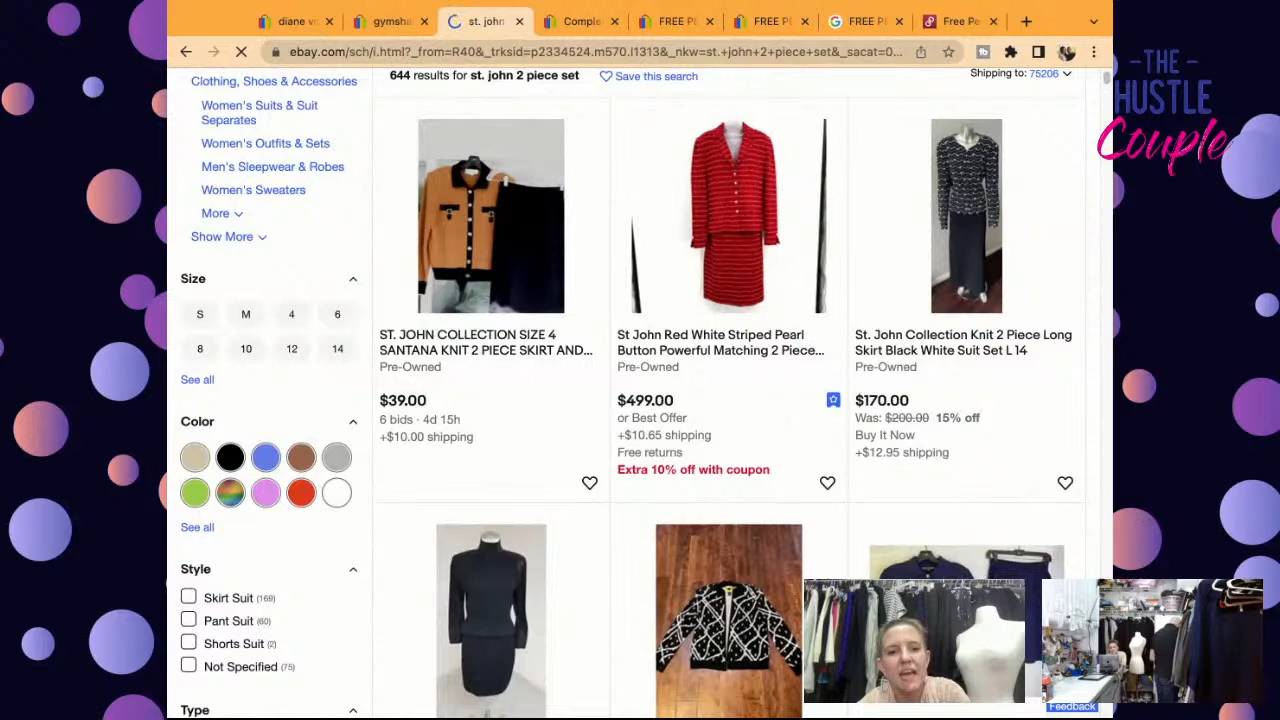 diane v
gymsha
st. john
Comple
FREE P
FREE P
FREE P
Free Pe
ebay.com/sch/i.html?_from=R40&_trksid=p2334524.m570.l1313&_nkw=st.+john+2+piece+set&_sacat=0...
-THE-
HUSTLE
Couple
Clothing, Shoes & Accessories
Women's Suits & Suit
Separates
Women's Outfits & Sets
Men's Sleepwear & Robes
Women's Sweaters
More
Show More
644 results for st. john 2 piece set
Save this search
Shipping to: 75206
Size
S M 4 6
8 10 12 14
See all
Color
See all
Style
Skirt Suit (169)
Pant Suit (60)
Shorts Suit (2)
Not Specified (75)
Type
ST. JOHN COLLECTION SIZE 4
SANTANA KNIT 2 PIECE SKIRT AND...
Pre-Owned
$39.00
6 bids · 4d 15h
+$10.00 shipping
St John Red White Striped Pearl
Button Powerful Matching 2 Piece...
Pre-Owned
$499.00
or Best Offer
+$10.65 shipping
Free returns
Extra 10% off with coupon
St. John Collection Knit 2 Piece Long
Skirt Black White Suit Set L 14
Pre-Owned
$170.00
Was: $200.00 15% off
Buy It Now
+$12.95 shipping
Feedback